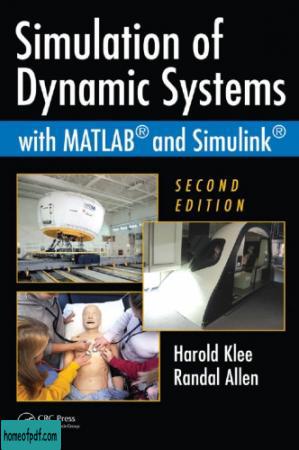 Simulation of
Dynamic Systems
with MATLAB® and Simulink®
SECOND
EDITION
Harold Klee
Randal Allen
CRC Press
homeofpdf.com